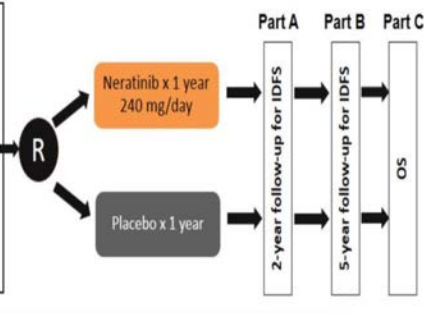 Part A Part B Part C
R
Neratinib x 1 year
240 mg/day
Placebo x 1 year
2-year follow-up for IDFS
5-year follow-up for IDFS
OS